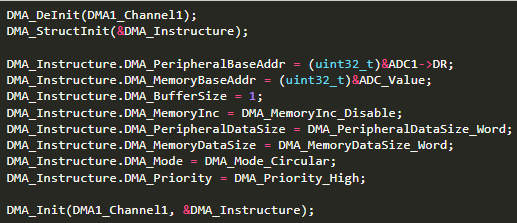 DMA_DeInit(DMA1_Channel1);
DMA_StructInit(&DMA_Instructure);
DMA_Instructure.DMA_PeripheralBaseAddr = (uint32_t)&ADC1->DR;
DMA_Instructure.DMA_MemoryBaseAddr = (uint32_t)&ADC_Value;
DMA_Instructure.DMA_BufferSize = 1;
DMA_Instructure.DMA_MemoryInc = DMA_MemoryInc_Disable;
DMA_Instructure.DMA_PeripheralDataSize = DMA_PeripheralDataSize_Word;
DMA_Instructure.DMA_MemoryDataSize = DMA_MemoryDataSize_Word;
DMA_Instructure.DMA_Mode = DMA_Mode_Circular;
DMA_Instructure.DMA_Priority = DMA_Priority_High;
DMA_Init(DMA1_Channel1, &DMA_Instructure);